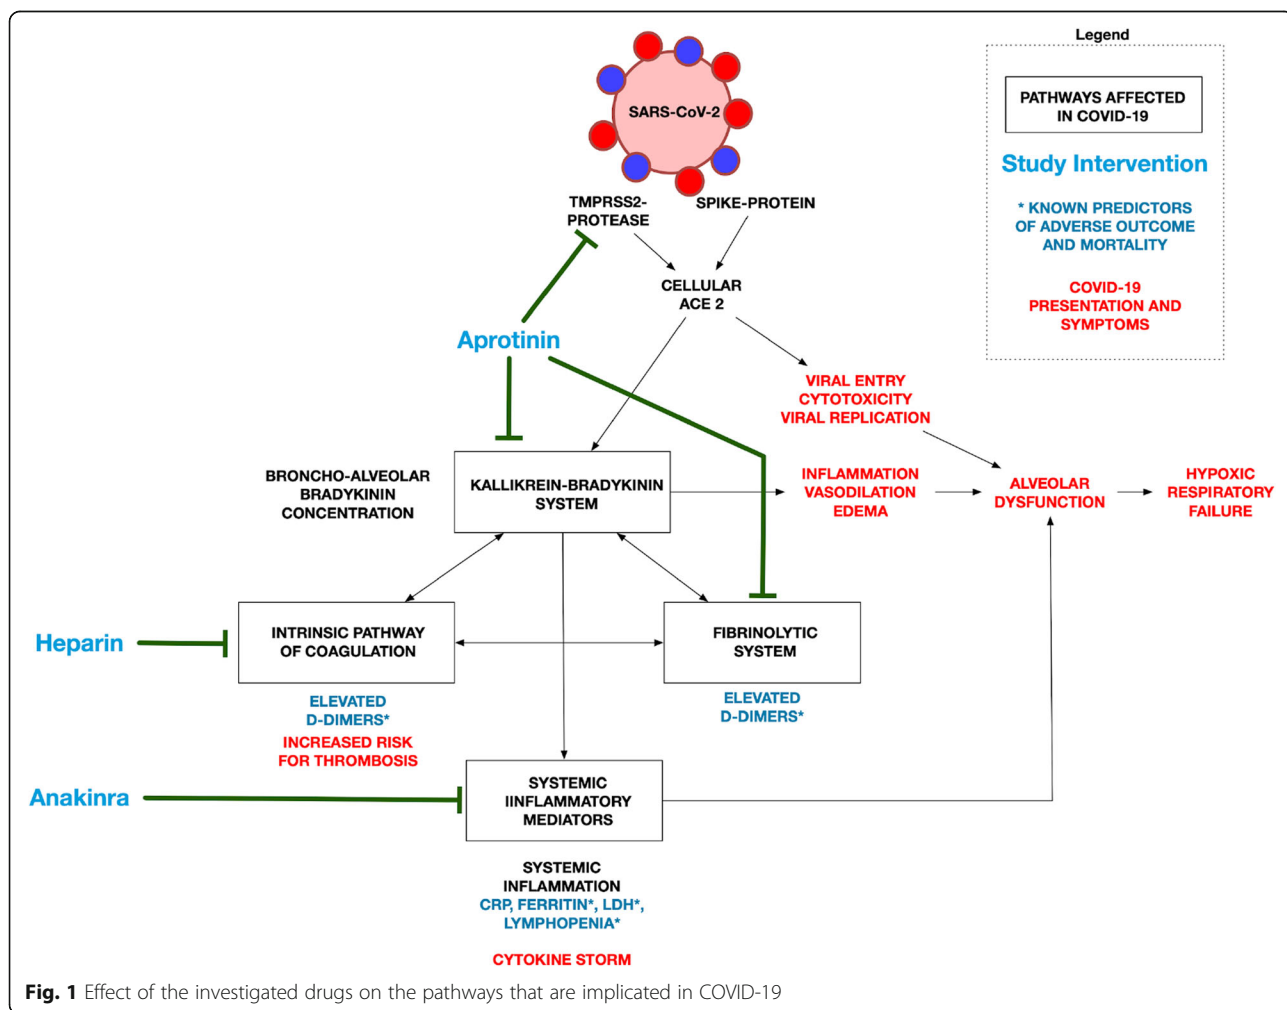 Legend
PATHWAYS AFFECTED
IN COVID-19
Study Intervention
* KNOWN PREDICTORS
OF ADVERSE OUTCOME
AND MORTALITY
COVID-19
PRESENTATION AND
SYMPTOMS
SARS-CoV-2
TMPRSS2-
PROTEASE
SPIKE-PROTEIN
CELLULAR
ACE 2
Aprotinin
VIRAL ENTRY
CYTOTOXICITY
VIRAL REPLICATION
BRONCHO-ALVEOLAR
BRADYKININ
CONCENTRATION
KALLIKREIN-BRADYKININ
SYSTEM
INFLAMMATION
VASODILATION
EDEMA
ALVEOLAR
DYSFUNCTION
HYPOXIC
RESPIRATORY
FAILURE
Heparin
INTRINSIC PATHWAY
OF COAGULATION
FIBRINOLYTIC
SYSTEM
ELEVATED
D-DIMERS*
INCREASED RISK
FOR THROMBOSIS
ELEVATED
D-DIMERS*
Anakinra
SYSTEMIC
IINFLAMMATORY
MEDIATORS
SYSTEMIC
INFLAMMATION
CRP, FERRITIN*, LDH*,
LYMPHOPENIA*
CYTOKINE STORM
Fig. 1 Effect of the investigated drugs on the pathways that are implicated in COVID-19